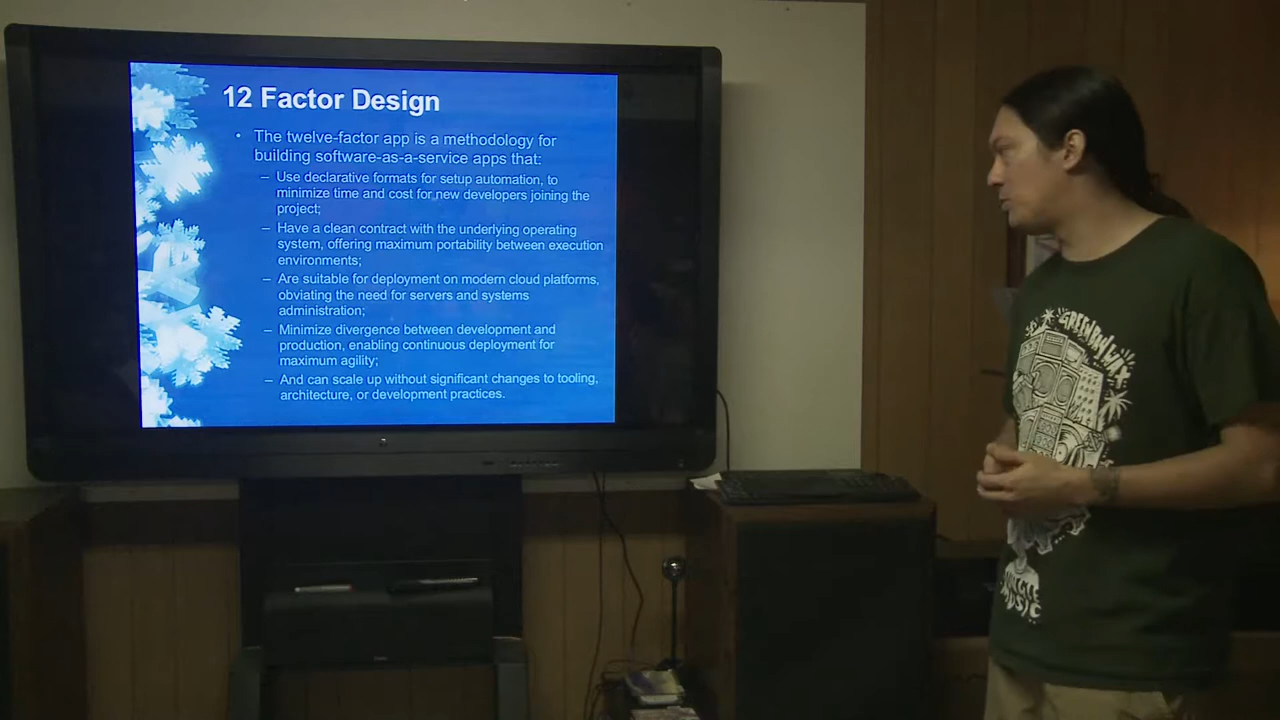 12 Factor Design
• The twelve-factor app is a methodology for
building software-as-a-service apps that:
– Use declarative formats for setup automation, to
minimize time and cost for new developers joining the
project;
– Have a clean contract with the underlying operating
system, offering maximum portability between execution
environments;
– Are suitable for deployment on modern cloud platforms,
obviating the need for servers and systems
administration;
– Minimize divergence between development and
production, enabling continuous deployment for
maximum agility;
– And can scale up without significant changes to tooling,
architecture, or development practices.